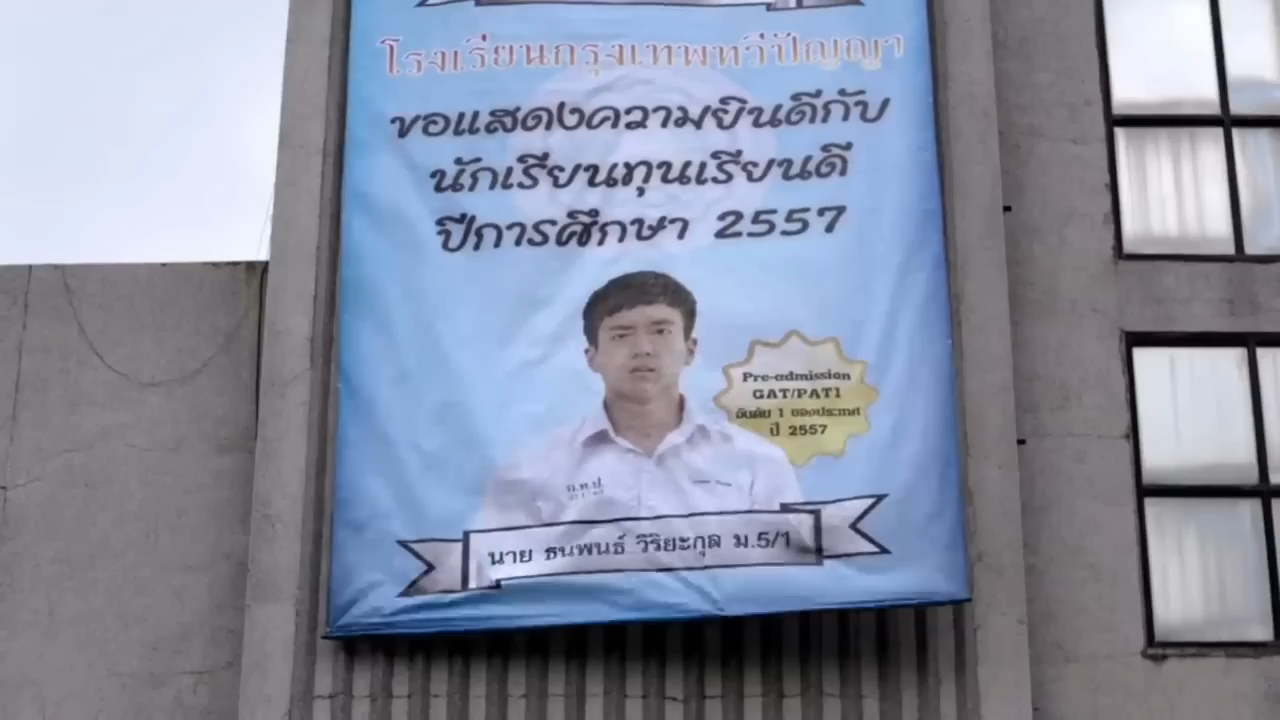 โรงเรียนกรุงเทพทวีปัญญา
ขอแสดงความยินดีกับ
นักเรียนทุนเรียนดี
ปีการศึกษา 2557
Pre-admission
GAT/PAT1
อันดับ 1 ของประเทศ
ปี 2557
ก.ท.ป.
นาย ธนพนธ์ วิริยะกุล ม.5/1